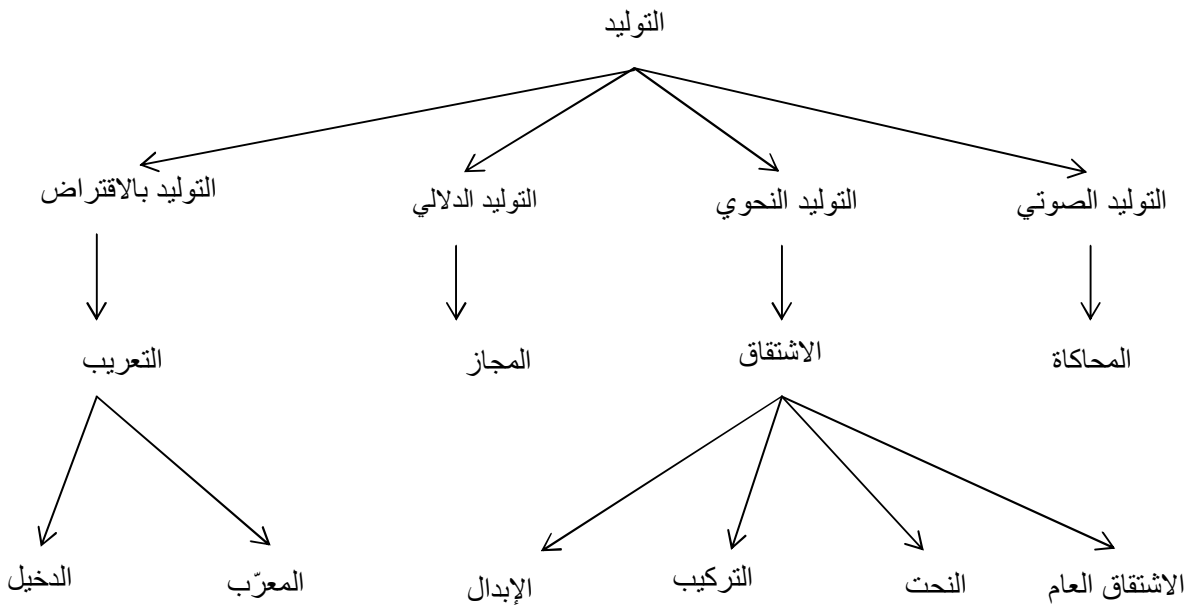 التوليد
التوليد الصوتي
التوليد النحوي
التوليد الدلالي
التوليد بالاقتراض
المحاكاة
الاشتقاق
المجاز
التعريب
الاشتقاق العام
النحت
التركيب
الإبدال
المعرّب
الدخيل